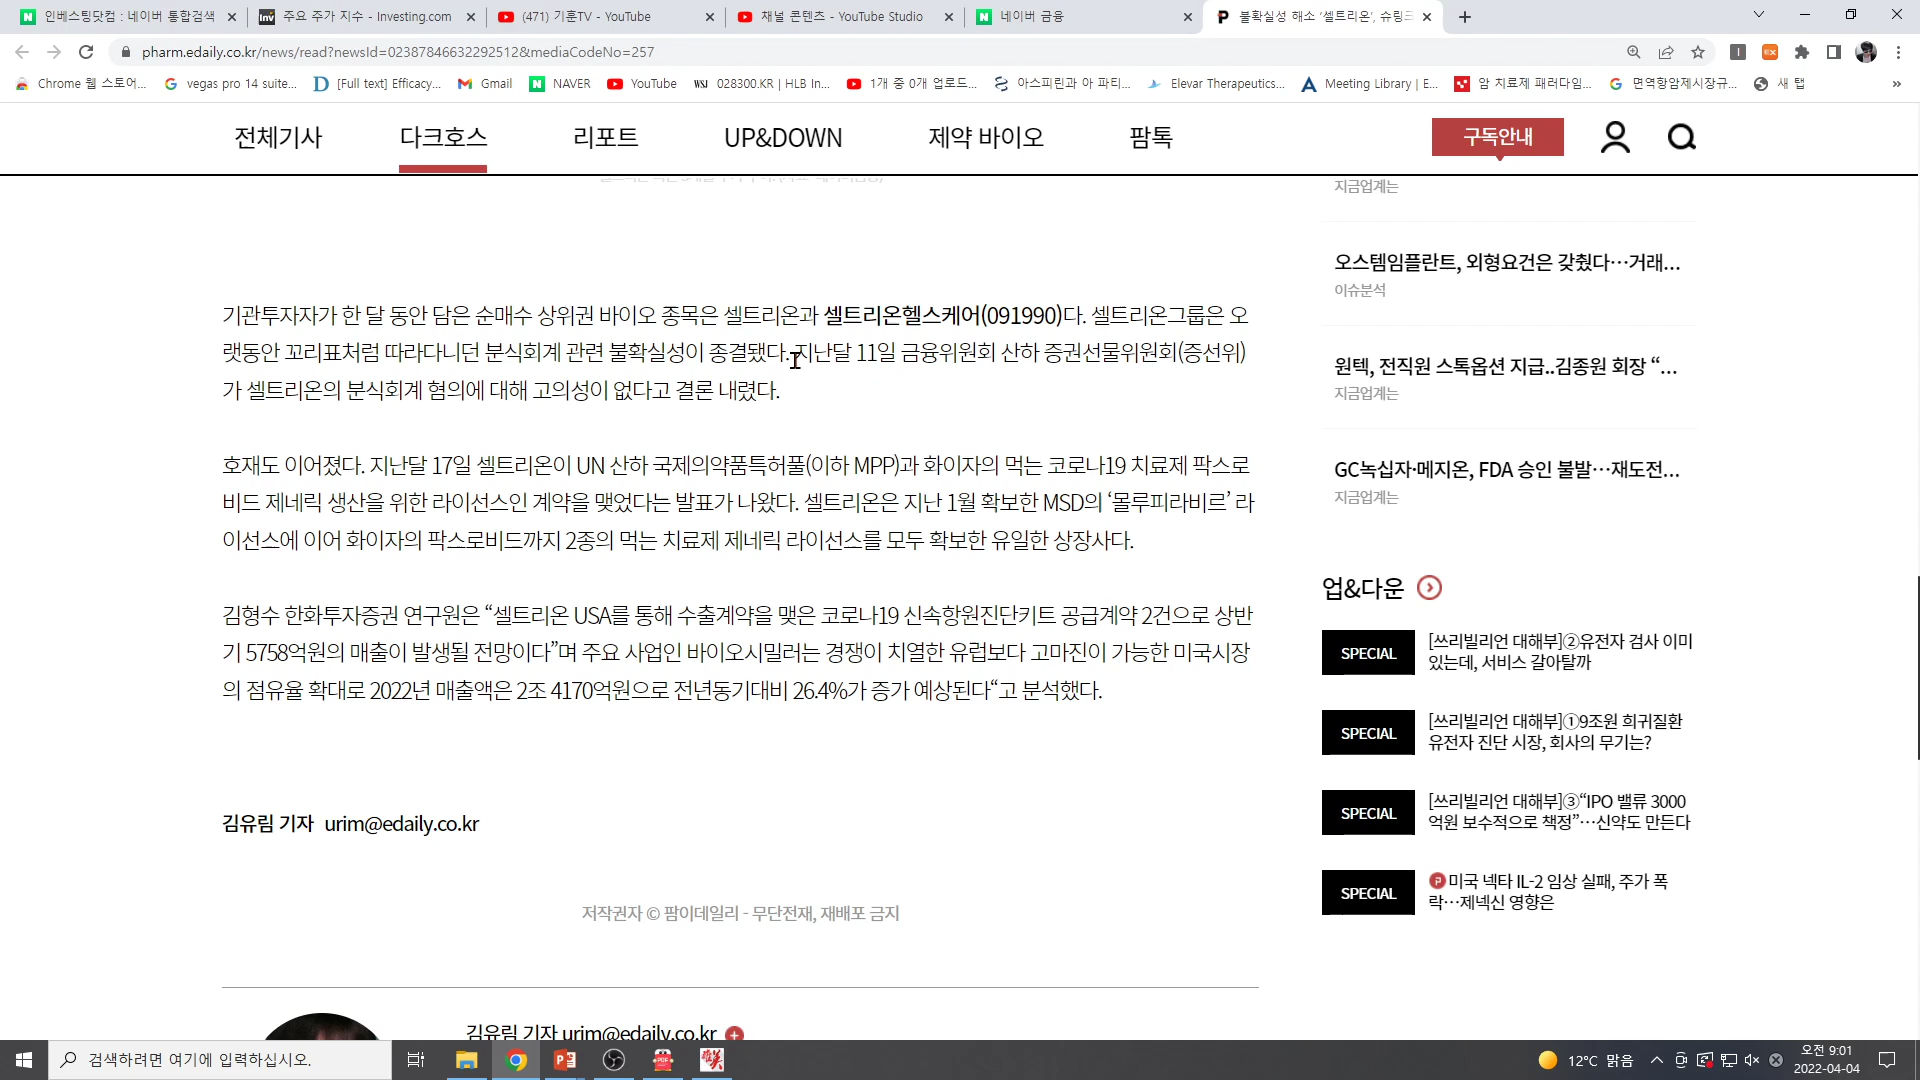 인베스팅닷컴 : 네이버 통합검색
주요 주가 지수 - Investing.com
(471) 기훈TV - YouTube
채널 콘텐츠 - YouTube Studio
네이버 금융
불확실성 해소 '셀트리온', 슈링크
pharm.edaily.co.kr/news/read?newsId=02387846632292512&mediaCodeNo=257
Chrome 웹 스토어...
vegas pro 14 suite...
[Full text] Efficacy...
Gmail
NAVER
YouTube
028300.KR | HLB In...
1개 중 0개 업로드...
아스피린과 아 파티...
Elevar Therapeutics...
Meeting Library | E...
암 치료제 패러다임...
면역항암제시장규...
새 탭
전체기사
다크호스
리포트
UP&DOWN
제약 바이오
팜톡
구독안내
기관투자자가 한 달 동안 담은 순매수 상위권 바이오 종목은 셀트리온과 셀트리온헬스케어(091990)다. 셀트리온그룹은 오
랫동안 꼬리표처럼 따라다니던 분식회계 관련 불확실성이 종결됐다. 지난달 11일 금융위원회 산하 증권선물위원회(증선위)
가 셀트리온의 분식회계 혐의에 대해 고의성이 없다고 결론 내렸다.
호재도 이어졌다. 지난달 17일 셀트리온이 UN 산하 국제의약품특허풀(이하 MPP)과 화이자의 먹는 코로나19 치료제 팍스로
비드 제네릭 생산을 위한 라이선스인 계약을 맺었다는 발표가 나왔다. 셀트리온은 지난 1월 확보한 MSD의 ‘몰루피라비르’ 라
이선스에 이어 화이자의 팍스로비드까지 2종의 먹는 치료제 제네릭 라이선스를 모두 확보한 유일한 상장사다.
김형수 한화투자증권 연구원은 “셀트리온 USA를 통해 수출계약을 맺은 코로나19 신속항원진단키트 공급계약 2건으로 상반
기 5758억원의 매출이 발생될 전망이다”며 주요 사업인 바이오시밀러는 경쟁이 치열한 유럽보다 고마진이 가능한 미국시장
의 점유율 확대로 2022년 매출액은 2조 4170억원으로 전년동기대비 26.4%가 증가 예상된다“고 분석했다.
김유림 기자 urim@edaily.co.kr
저작권자 © 팜이데일리 - 무단전재, 재배포 금지
김유림 기자 urim@edaily.co.kr
지금업계는
오스템임플란트, 외형요건은 갖췄다…거래...
이슈분석
원텍, 전직원 스톡옵션 지급..김종원 회장 “...
지금업계는
GC녹십자·메지온, FDA 승인 불발…재도전...
지금업계는
업&다운
SPECIAL
[쓰리빌리언 대해부]②유전자 검사 이미
있는데, 서비스 갈아탈까
SPECIAL
[쓰리빌리언 대해부]①9조원 희귀질환
유전자 진단 시장, 회사의 무기는?
SPECIAL
[쓰리빌리언 대해부]③“IPO 밸류 3000
억원 보수적으로 책정”…신약도 만든다
SPECIAL
미국 넥타 IL-2 임상 실패, 주가 폭
락…제넥신 영향은
검색하려면 여기에 입력하십시오.
12°C 맑음
오전 9:01
2022-04-04